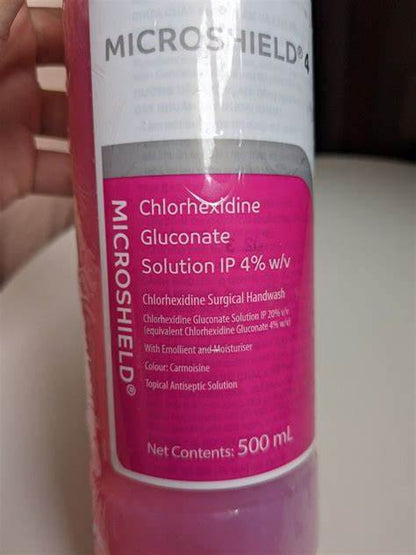 MICROSHIELD® 4
MICROSHIELD®
Chlorhexidine
Gluconate
Solution IP 4% w/v
Chlorhexidine Surgical Handwash
Chlorhexidine Gluconate Solution IP 20% v/v
(equivalent Chlorhexidine Gluconate 4% w/v)
With Emollient and Moisturiser
Colour: Carmoisine
Topical Antiseptic Solution
Net Contents: 500 mL